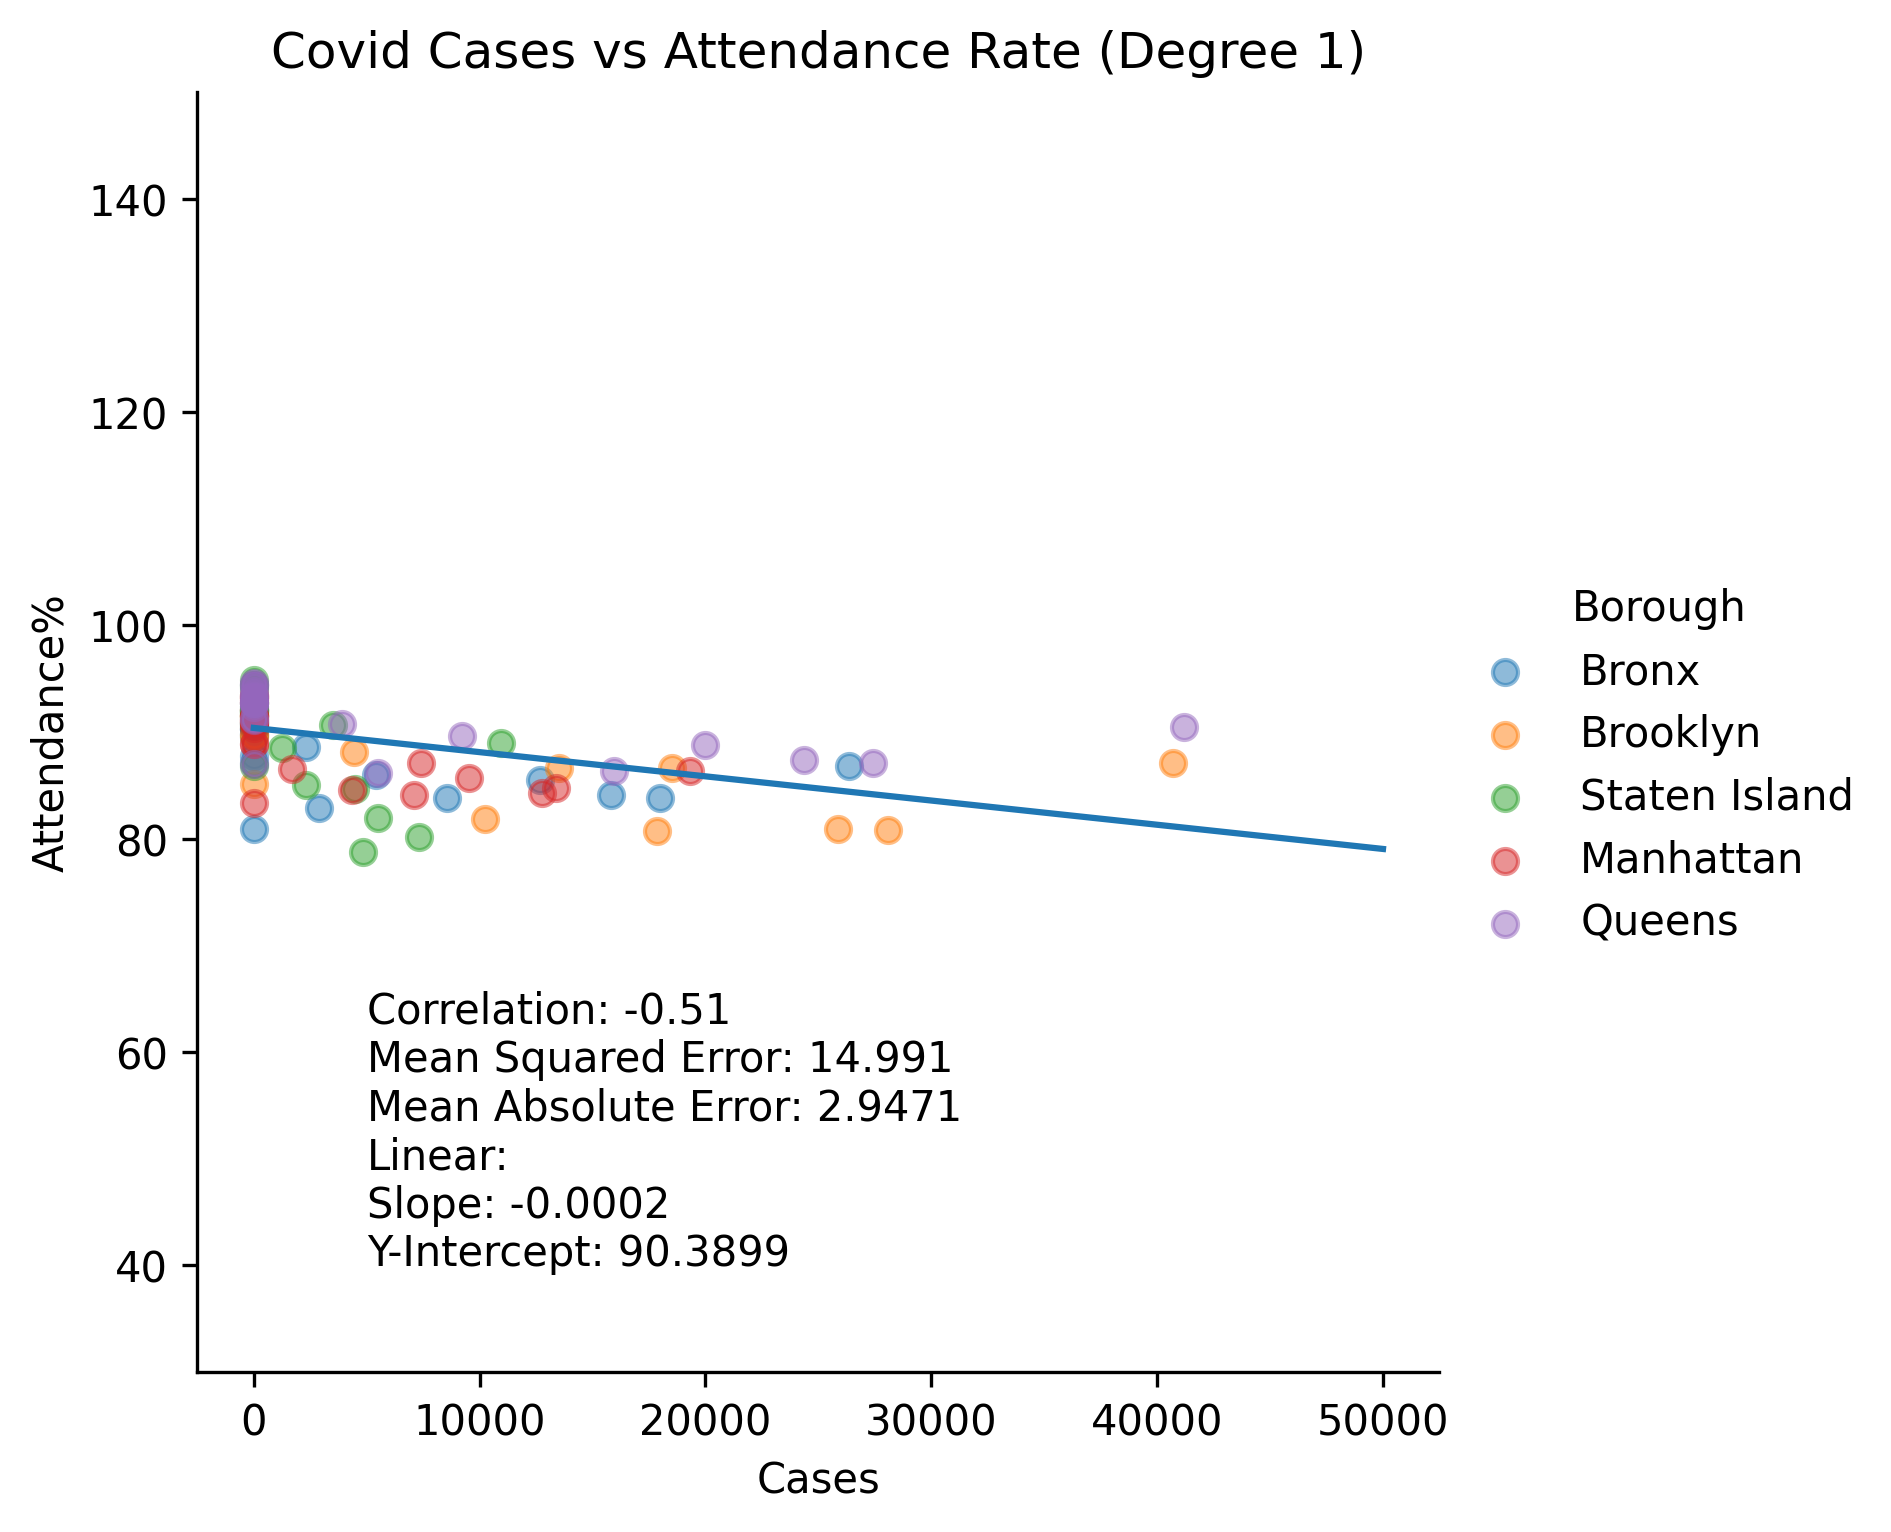 Covid Cases vs Attendance Rate (Degree 1)
140
120
100
80
60
40
Attendance%
0 10000 20000 30000 40000 50000
Cases
Borough
Bronx
Brooklyn
Staten Island
Manhattan
Queens
Correlation: -0.51
Mean Squared Error: 14.991
Mean Absolute Error: 2.9471
Linear:
Slope: -0.0002
Y-Intercept: 90.3899